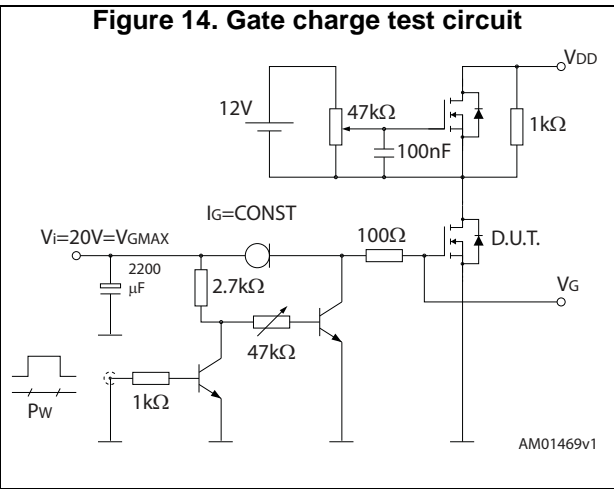 Figure 14. Gate charge test circuit
VDD
12V
47kΩ
1kΩ
100nF
IG=CONST
Vi=20V=VGMAX
100Ω
D.U.T.
2200
μF
2.7kΩ
VG
47kΩ
1kΩ
PW
AM01469v1